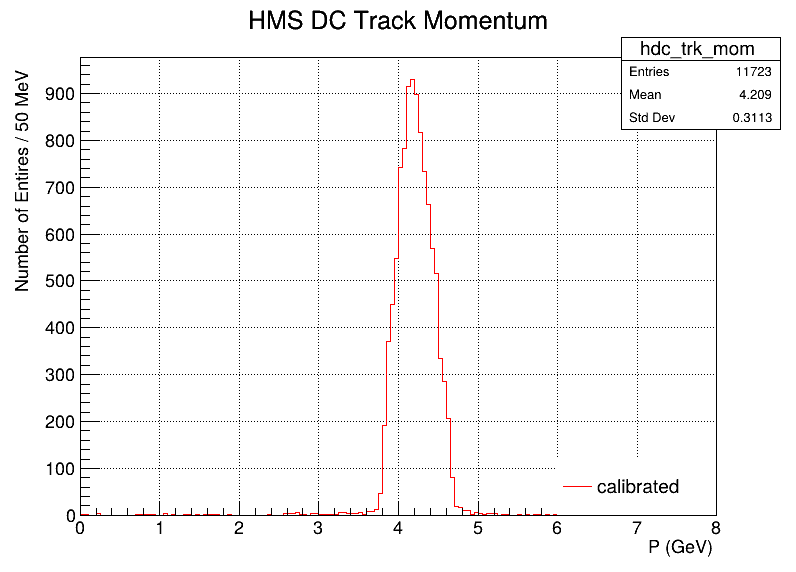 HMS DC Track Momentum
hdc_trk_mom
Entries 11723
Mean 4.209
Std Dev 0.3113
Number of Entires / 50 MeV
900
800
700
600
500
400
300
200
100
0
calibrated
0 1 2 3 4 5 6 7 8
P (GeV)